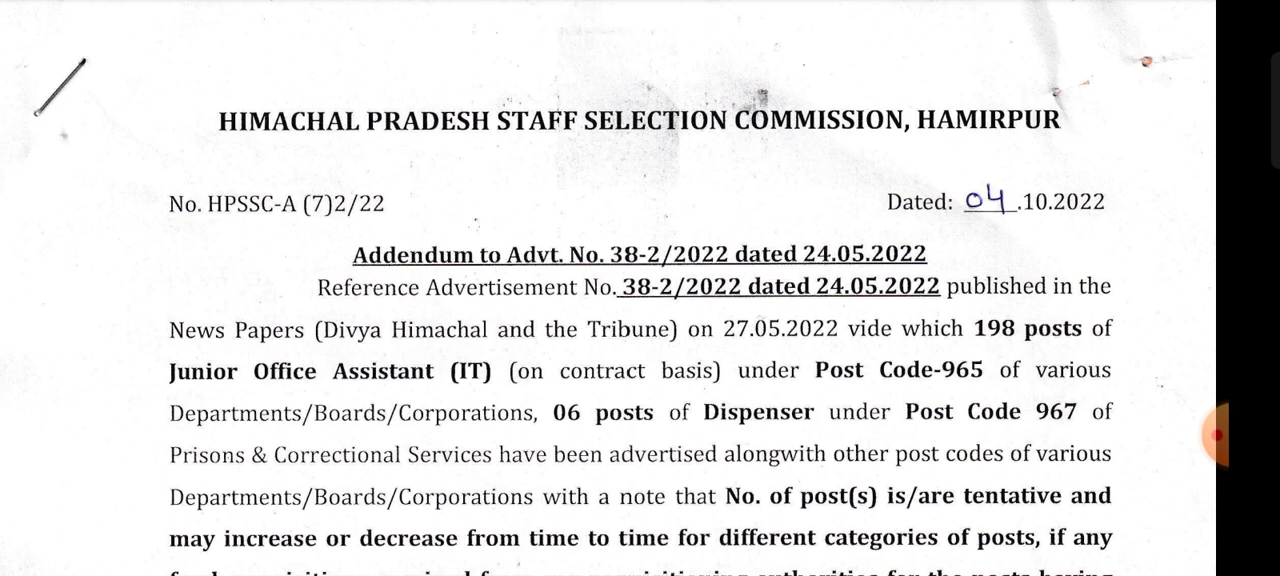 HIMACHAL PRADESH STAFF SELECTION COMMISSION, HAMIRPUR
No. HPSSC-A (7)2/22 Dated: 04.10.2022
Addendum to Advt. No. 38-2/2022 dated 24.05.2022
Reference Advertisement No. 38-2/2022 dated 24.05.2022 published in the
News Papers (Divya Himachal and the Tribune) on 27.05.2022 vide which 198 posts of
Junior Office Assistant (IT) (on contract basis) under Post Code-965 of various
Departments/Boards/Corporations, 06 posts of Dispenser under Post Code 967 of
Prisons & Correctional Services have been advertised alongwith other post codes of various
Departments/Boards/Corporations with a note that No. of post(s) is/are tentative and
may increase or decrease from time to time for different categories of posts, if any